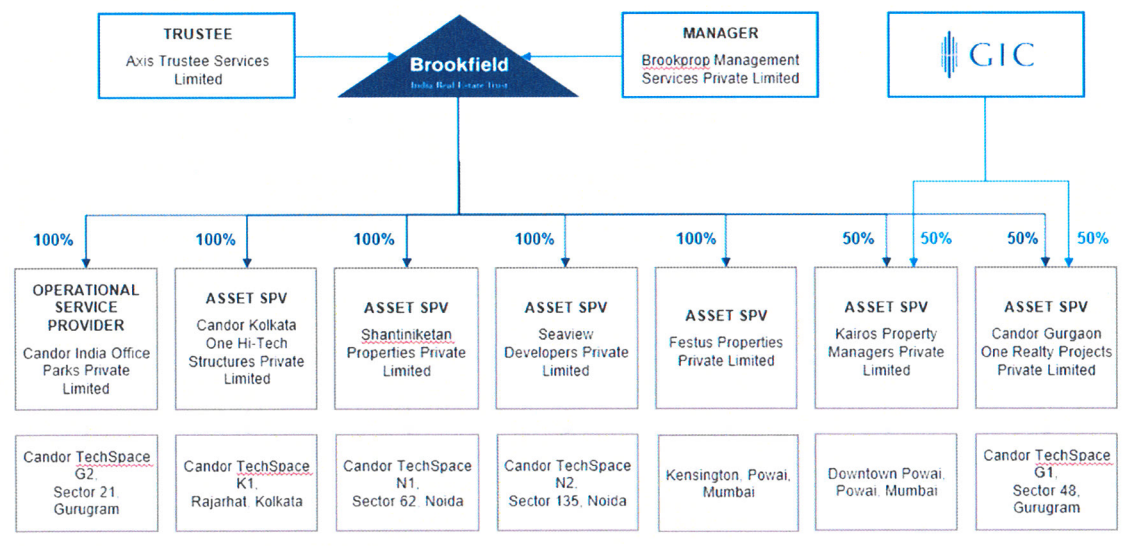 TRUSTEE
Axis Trustee Services
Limited
Brookfield
India Real Estate Trust
MANAGER
Brookprop Management
Services Private Limited
GIC
100%
100%
100%
100%
100%
50%
50%
50%
50%
OPERATIONAL
SERVICE
PROVIDER
Candor India Office
Parks Private
Limited
ASSET SPV
Candor Kolkata
One Hi-Tech
Structures Private
Limited
ASSET SPV
Shantiniketan
Properties Private
Limited
ASSET SPV
Seaview
Developers Private
Limited
ASSET SPV
Festus Properties
Private Limited
ASSET SPV
Kairos Property
Managers Private
Limited
ASSET SPV
Candor Gurgaon
One Realty Projects
Private Limited
Candor TechSpace
G2,
Sector 21,
Gurugram
Candor TechSpace
K1,
Rajarhat, Kolkata
Candor TechSpace
N1,
Sector 62, Noida
Candor TechSpace
N2,
Sector 135, Noida
Kensington, Powai,
Mumbai
Downtown Powai,
Powai, Mumbai
Candor TechSpace
G1,
Sector 48,
Gurugram